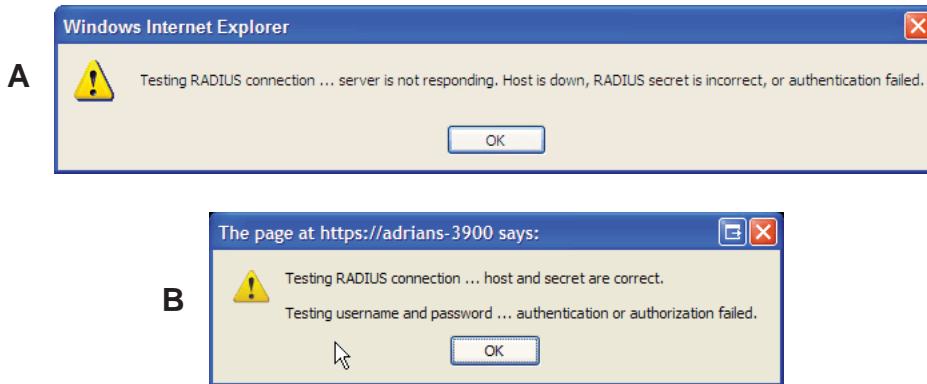 Windows Internet Explorer
A
Testing RADIUS connection ... server is not responding. Host is down, RADIUS secret is incorrect, or authentication failed.
OK
The page at https://adrians-3900 says:
B
Testing RADIUS connection ... host and secret are correct.
Testing username and password ... authentication or authorization failed.
OK